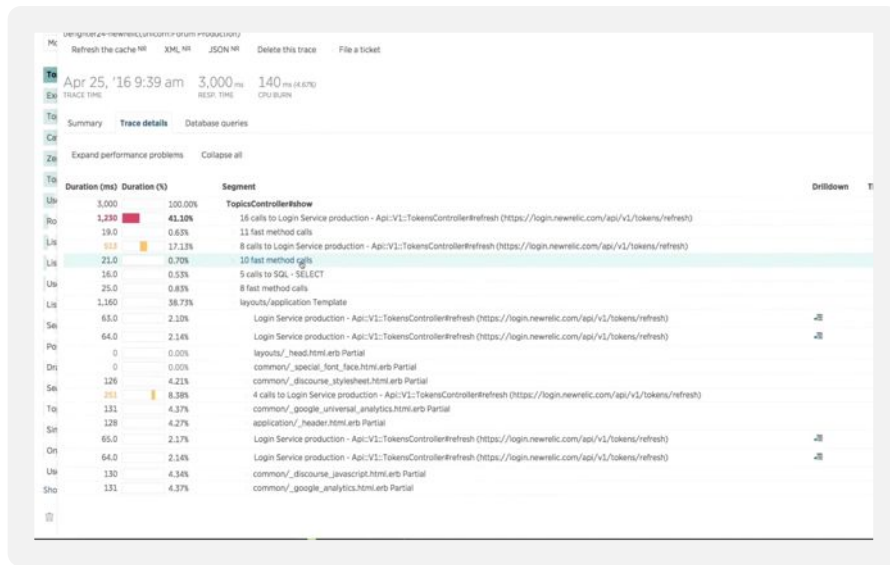 Refresh the cache NR XML NR JSON NR Delete this trace File a ticket
Apr 25, '16 9:39 am 3,000 ms 140 ms (4.67%)
TRACE TIME RESP. TIME CPU BURN
Summary Trace details Database queries
Expand performance problems Collapse all
Duration (ms) Duration (%) Segment Drilldown
3,000 100.00% TopicsController#show
1,230 41.10% 16 calls to Login Service production - Api::V1::TokensController#refresh (https://login.newrelic.com/api/v1/tokens/refresh)
19.0 0.63% 11 fast method calls
513 17.13% 8 calls to Login Service production - Api::V1::TokensController#refresh (https://login.newrelic.com/api/v1/tokens/refresh)
21.0 0.70% 10 fast method calls
16.0 0.53% 5 calls to SQL - SELECT
25.0 0.83% 8 fast method calls
1,160 38.73% layouts/application Template
63.0 2.10% Login Service production - Api::V1::TokensController#refresh (https://login.newrelic.com/api/v1/tokens/refresh)
64.0 2.14% Login Service production - Api::V1::TokensController#refresh (https://login.newrelic.com/api/v1/tokens/refresh)
0 0.00% layouts/_head.html.erb Partial
0 0.00% common/_special_font_face.html.erb Partial
126 4.21% common/_discourse_stylesheet.html.erb Partial
251 8.38% 4 calls to Login Service production - Api::V1::TokensController#refresh (https://login.newrelic.com/api/v1/tokens/refresh)
131 4.37% common/_google_universal_analytics.html.erb Partial
128 4.27% application/_header.html.erb Partial
65.0 2.17% Login Service production - Api::V1::TokensController#refresh (https://login.newrelic.com/api/v1/tokens/refresh)
64.0 2.14% Login Service production - Api::V1::TokensController#refresh (https://login.newrelic.com/api/v1/tokens/refresh)
130 4.34% common/_discourse_javascript.html.erb Partial
131 4.37% common/_google_analytics.html.erb Partial